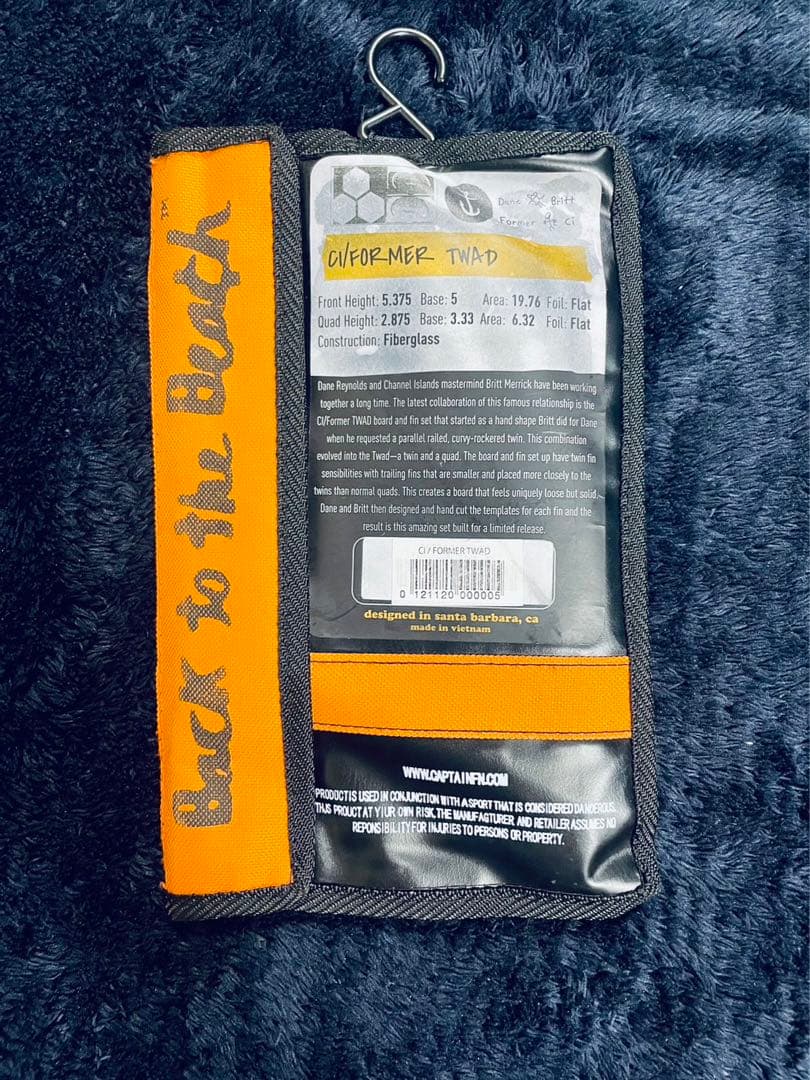 Back to the Beach
Dane Britt
Former CI
CI/FORMER TWAD
Front Height: 5.375 Base: 5 Area: 19.76 Foil: Flat
Quad Height: 2.875 Base: 3.33 Area: 6.32 Foil: Flat
Construction: Fiberglass
Dane Reynolds and Channel Islands mastermind Britt Merrick have been working
together a long time. The latest collaboration of this famous relationship is the
CI/Former TWAD board and fin set that started as a hand shape Britt did for Dane
when he requested a parallel railed, curvy-rockered twin. This combination
evolved into the Twad—a twin and a quad. The board and fin set up have twin fin
sensibilities with trailing fins that are smaller and placed more closely to the
twins than normal quads. This creates a board that feels uniquely loose but solid.
Dane and Britt then designed and hand cut the templates for each fin and the
result is this amazing set built for a limited release.
CI / FORMER TWAD
0 121120 000005
designed in santa barbara, ca
made in vietnam
WWW.CAPTAINFN.COM
PRODUCT IS USED IN CONJUNCTION WITH A SPORT THAT IS CONSIDERED DANGEROUS.
THIS PROUCT AT YIUR OWN RISK, THE MANUFAGTURER AND RETAILER ASSUMES NO
REPONSIBILITY FOR INJURIES TO PERSONS OR PROPERTY.